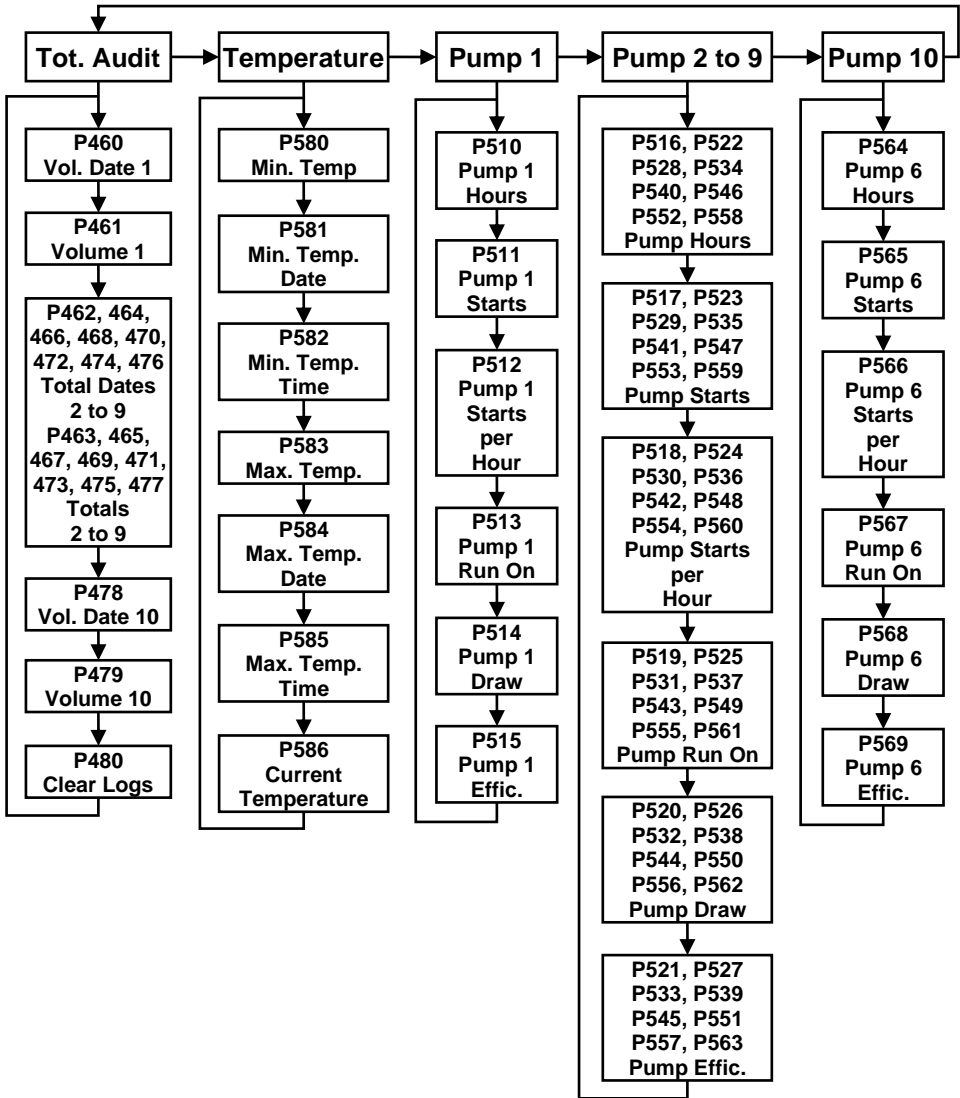 Tot. Audit
Temperature
Pump 1
Pump 2 to 9
Pump 10
P460
Vol. Date 1
P461
Volume 1
P462, 464,
466, 468, 470,
472, 474, 476
Total Dates
2 to 9
P463, 465,
467, 469, 471,
473, 475, 477
Totals
2 to 9
P478
Vol. Date 10
P479
Volume 10
P480
Clear Logs
P580
Min. Temp
P581
Min. Temp.
Date
P582
Min. Temp.
Time
P583
Max. Temp.
P584
Max. Temp.
Date
P585
Max. Temp.
Time
P586
Current
Temperature
P510
Pump 1
Hours
P511
Pump 1
Starts
P512
Pump 1
Starts
per
Hour
P513
Pump 1
Run On
P514
Pump 1
Draw
P515
Pump 1
Effic.
P516, P522
P528, P534
P540, P546
P552, P558
Pump Hours
P517, P523
P529, P535
P541, P547
P553, P559
Pump Starts
P518, P524
P530, P536
P542, P548
P554, P560
Pump Starts
per
Hour
P519, P525
P531, P537
P543, P549
P555, P561
Pump Run On
P520, P526
P532, P538
P544, P550
P556, P562
Pump Draw
P521, P527
P533, P539
P545, P551
P557, P563
Pump Effic.
P564
Pump 6
Hours
P565
Pump 6
Starts
P566
Pump 6
Starts
per
Hour
P567
Pump 6
Run On
P568
Pump 6
Draw
P569
Pump 6
Effic.